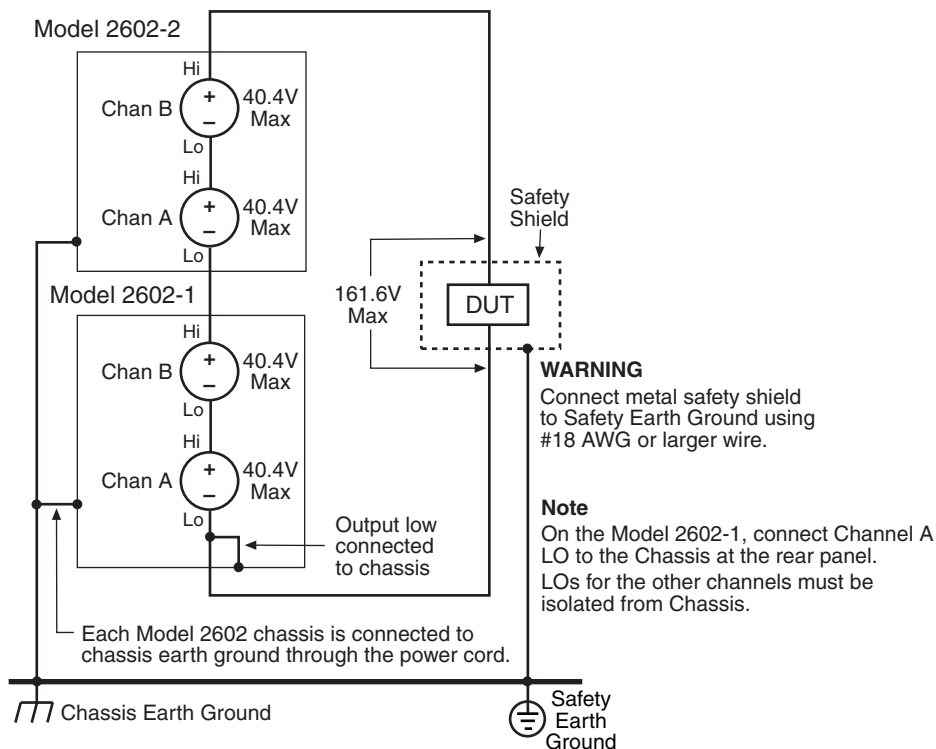 Model 2602-2
Hi
Chan B
+
–
40.4V
Max
Lo
Hi
Chan A
+
–
40.4V
Max
Lo
Model 2602-1
Hi
Chan B
+
–
40.4V
Max
Lo
Hi
Chan A
+
–
40.4V
Max
Lo
Output low
connected
to chassis
161.6V
Max
Safety
Shield
DUT
WARNING
Connect metal safety shield
to Safety Earth Ground using
#18 AWG or larger wire.
Note
On the Model 2602-1, connect Channel A
LO to the Chassis at the rear panel.
LOs for the other channels must be
isolated from Chassis.
Each Model 2602 chassis is connected to
chassis earth ground through the power cord.
Chassis Earth Ground
Safety
Earth
Ground